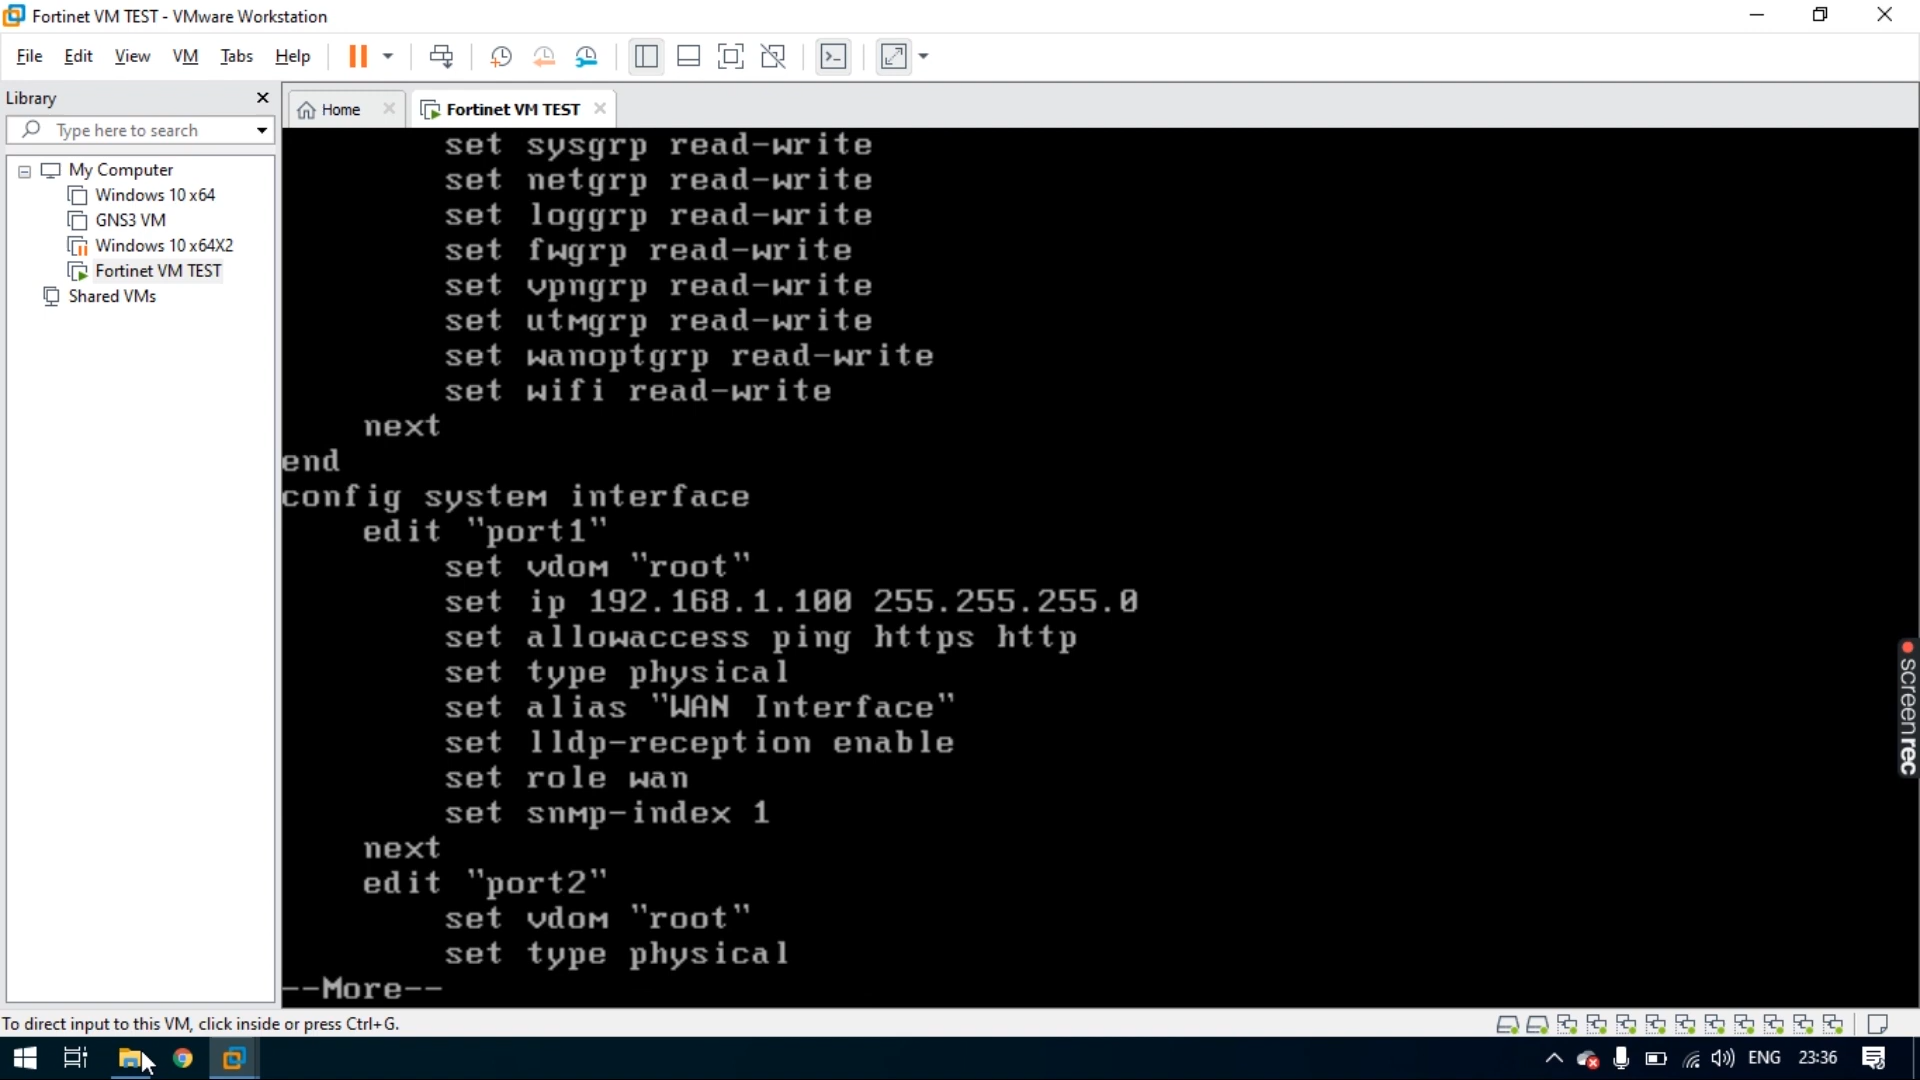 Fortinet VM TEST - VMware Workstation
File Edit View VM Tabs Help
Library
Type here to search
My Computer
Windows 10 x64
GNS3 VM
Windows 10 x64X2
Fortinet VM TEST
Shared VMs
Home
Fortinet VM TEST
set sysgrp read-write
set netgrp read-write
set loggrp read-write
set fwgrp read-write
set vpngrp read-write
set utmgrp read-write
set wanoptgrp read-write
set wifi read-write
next
end
config system interface
edit "port1"
set vdom "root"
set ip 192.168.1.100 255.255.255.0
set allowaccess ping https http
set type physical
set alias "WAN Interface"
set lldp-reception enable
set role wan
set snmp-index 1
next
edit "port2"
set vdom "root"
set type physical
--More--
screenrec
To direct input to this VM, click inside or press Ctrl+G.
ENG 23:36